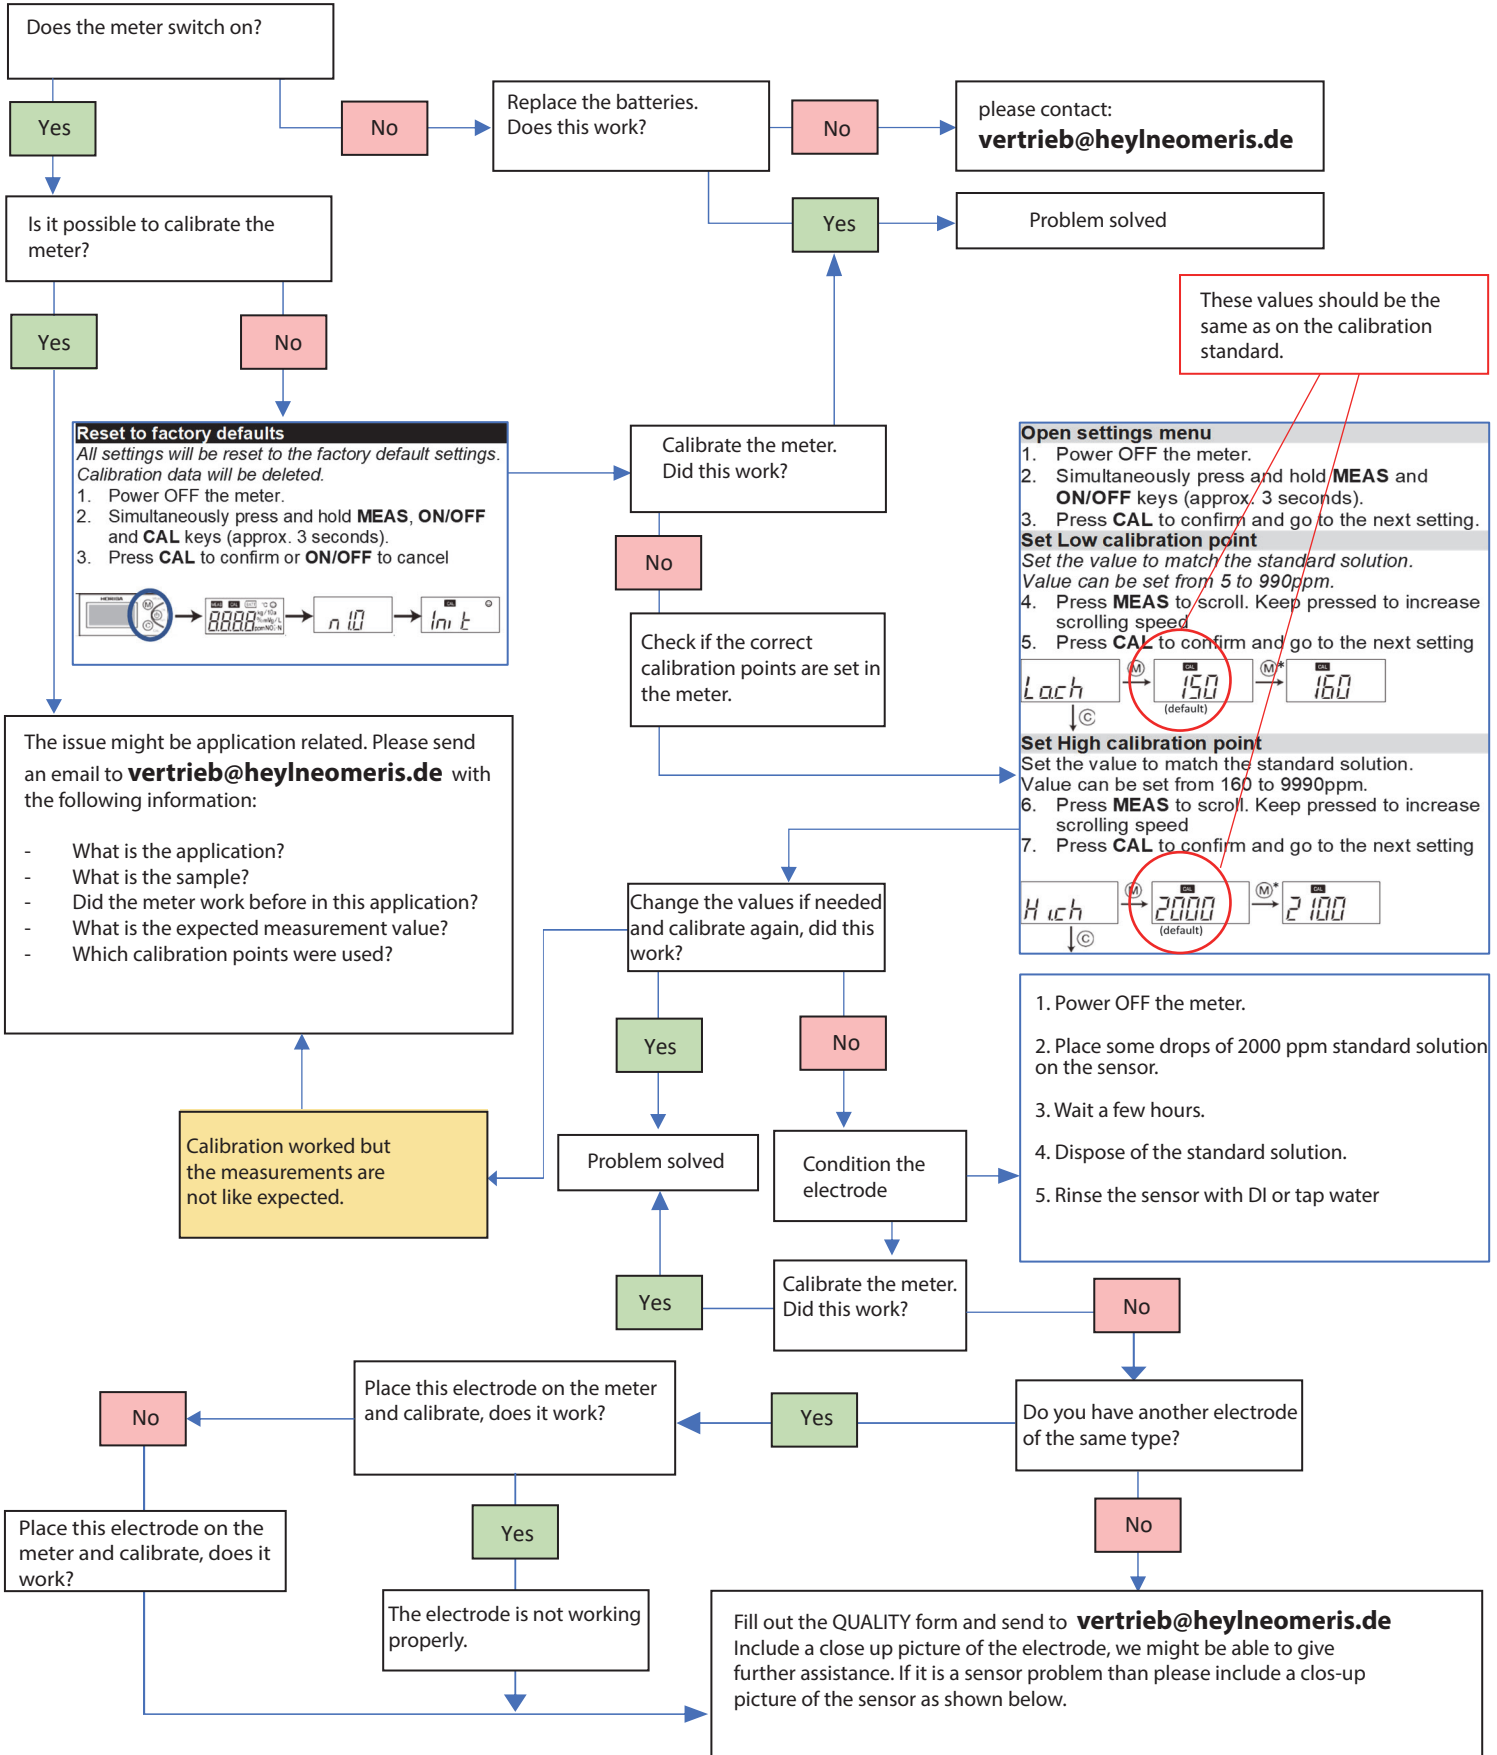 Does the meter switch on?
Yes
No
Replace the batteries.
Does this work?
No
please contact:
vertrieb@heylneomeris.de
Yes
Problem solved
Is it possible to calibrate the
meter?
Yes
No
These values should be the
same as on the calibration
standard.
Reset to factory defaults
All settings will be reset to the factory default settings.
Calibration data will be deleted.
1. Power OFF the meter.
2. Simultaneously press and hold MEAS, ON/OFF
and CAL keys (approx. 3 seconds).
3. Press CAL to confirm or ON/OFF to cancel
HORIBA
M
C
8.8.8.8
n 1.0
CAL
Init
Calibrate the meter.
Did this work?
No
Check if the correct
calibration points are set in
the meter.
Open settings menu
1. Power OFF the meter.
2. Simultaneously press and hold MEAS and
ON/OFF keys (approx. 3 seconds).
3. Press CAL to confirm and go to the next setting.
Set Low calibration point
Set the value to match the standard solution.
Value can be set from 5 to 990ppm.
4. Press MEAS to scroll. Keep pressed to increase
scrolling speed
5. Press CAL to confirm and go to the next setting
Lo.ch
M
CAL
150
(default)
M*
CAL
160
C
Set High calibration point
Set the value to match the standard solution.
Value can be set from 160 to 9990ppm.
6. Press MEAS to scroll. Keep pressed to increase
scrolling speed
7. Press CAL to confirm and go to the next setting
Hi.ch
M
CAL
2000
(default)
M*
CAL
2100
C
The issue might be application related. Please send
an email to vertrieb@heylneomeris.de with
the following information:
- What is the application?
- What is the sample?
- Did the meter work before in this application?
- What is the expected measurement value?
- Which calibration points were used?
Change the values if needed
and calibrate again, did this
work?
Yes
No
Calibration worked but
the measurements are
not like expected.
Problem solved
Condition the
electrode
1. Power OFF the meter.
2. Place some drops of 2000 ppm standard solution
on the sensor.
3. Wait a few hours.
4. Dispose of the standard solution.
5. Rinse the sensor with DI or tap water
Calibrate the meter.
Did this work?
Yes
No
Do you have another electrode
of the same type?
Yes
Place this electrode on the meter
and calibrate, does it work?
No
Yes
No
Place this electrode on the
meter and calibrate, does it
work?
The electrode is not working
properly.
Fill out the QUALITY form and send to vertrieb@heylneomeris.de
Include a close up picture of the electrode, we might be able to give
further assistance. If it is a sensor problem than please include a clos-up
picture of the sensor as shown below.